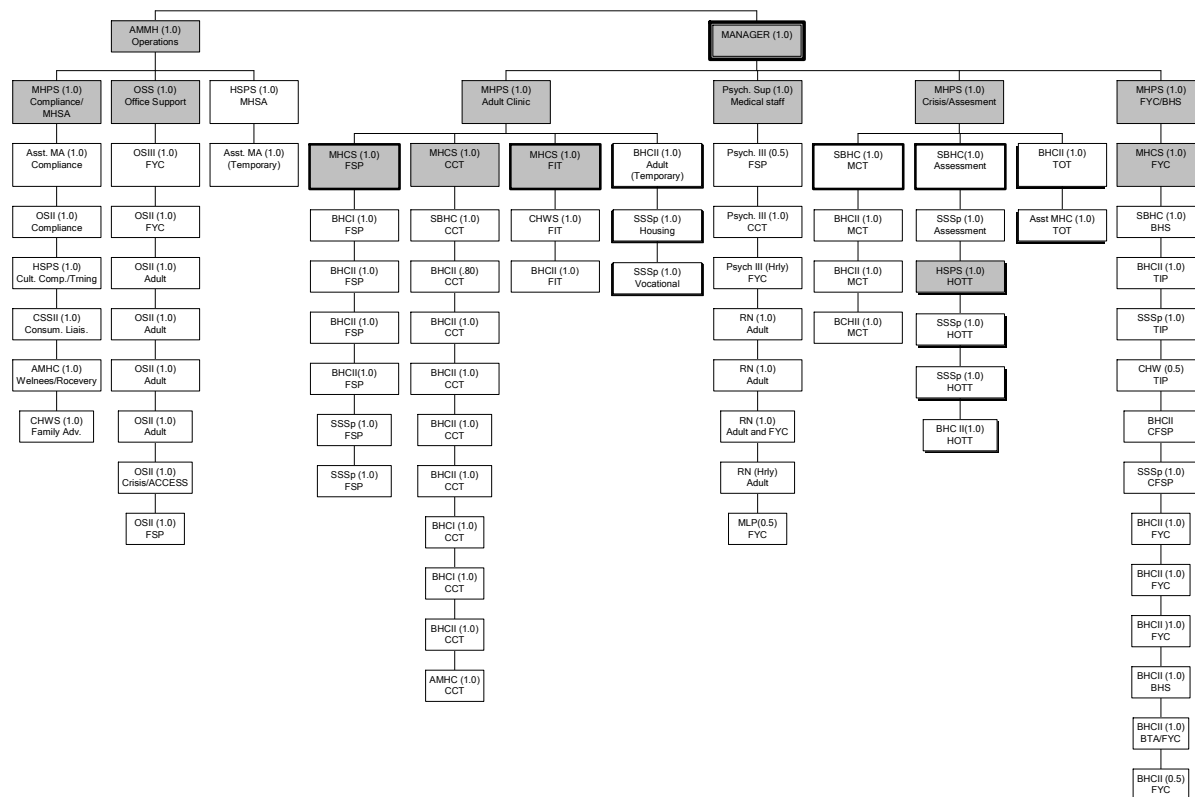 AMMH (1.0)
Operations
MANAGER (1.0)
MHPS (1.0)
Compliance/
MHSA
OSS (1.0)
Office Support
HSPS (1.0)
MHSA
MHPS (1.0)
Adult Clinic
Psych. Sup (1.0)
Medical staff
MHPS (1.0)
Crisis/Assesment
MHPS (1.0)
FYC/BHS
Asst. MA (1.0)
Compliance
OSII (1.0)
Compliance
HSPS (1.0)
Cult. Comp./Trning
CSSII (1.0)
Consum. Liais.
AMHC (1.0)
Welnees/Rocevery
CHWS (1.0)
Family Adv.
OSIII (1.0)
FYC
OSII (1.0)
FYC
OSII (1.0)
Adult
OSII (1.0)
Adult
OSII (1.0)
Adult
OSII (1.0)
Adult
OSII (1.0)
Crisis/ACCESS
OSII (1.0)
FSP
Asst. MA (1.0)
(Temporary)
MHCS (1.0)
FSP
BHCI (1.0)
FSP
BHCII (1.0)
FSP
BHCII (1.0)
FSP
BHCII(1.0)
FSP
SSSp (1.0)
FSP
SSSp (1.0)
FSP
MHCS (1.0)
CCT
SBHC (1.0)
CCT
BHCII (.80)
CCT
BHCII (1.0)
CCT
BHCII (1.0)
CCT
BHCII (1.0)
CCT
BHCII (1.0)
CCT
BHCI (1.0)
CCT
BHCI (1.0)
CCT
BHCII (1.0)
CCT
AMHC (1.0)
CCT
MHCS (1.0)
FIT
CHWS (1.0)
FIT
BHCII (1.0)
FIT
BHCII (1.0)
Adult
(Temporary)
SSSp (1.0)
Housing
SSSp (1.0)
Vocational
Psych. III (0.5)
FSP
Psych. III (1.0)
CCT
Psych III (Hrly)
FYC
RN (1.0)
Adult
RN (1.0)
Adult
RN (1.0)
Adult and FYC
RN (Hrly)
Adult
MLP(0.5)
FYC
SBHC (1.0)
MCT
BHCII (1.0)
MCT
BHCII (1.0)
MCT
BCHII (1.0)
MCT
SBHC(1.0)
Assessment
SSSp (1.0)
Assessment
HSPS (1.0)
HOTT
SSSp (1.0)
HOTT
SSSp (1.0)
HOTT
BHC II(1.0)
HOTT
BHCII (1.0)
TOT
Asst MHC (1.0)
TOT
MHCS (1.0)
FYC
SBHC (1.0)
BHS
BHCII (1.0)
TIP
SSSp (1.0)
TIP
CHW (0.5)
TIP
BHCII
CFSP
SSSp (1.0)
CFSP
BHCII (1.0)
FYC
BHCII (1.0)
FYC
BHCII )1.0)
FYC
BHCII (1.0)
BHS
BHCII (1.0)
BTA/FYC
BHCII (0.5)
FYC